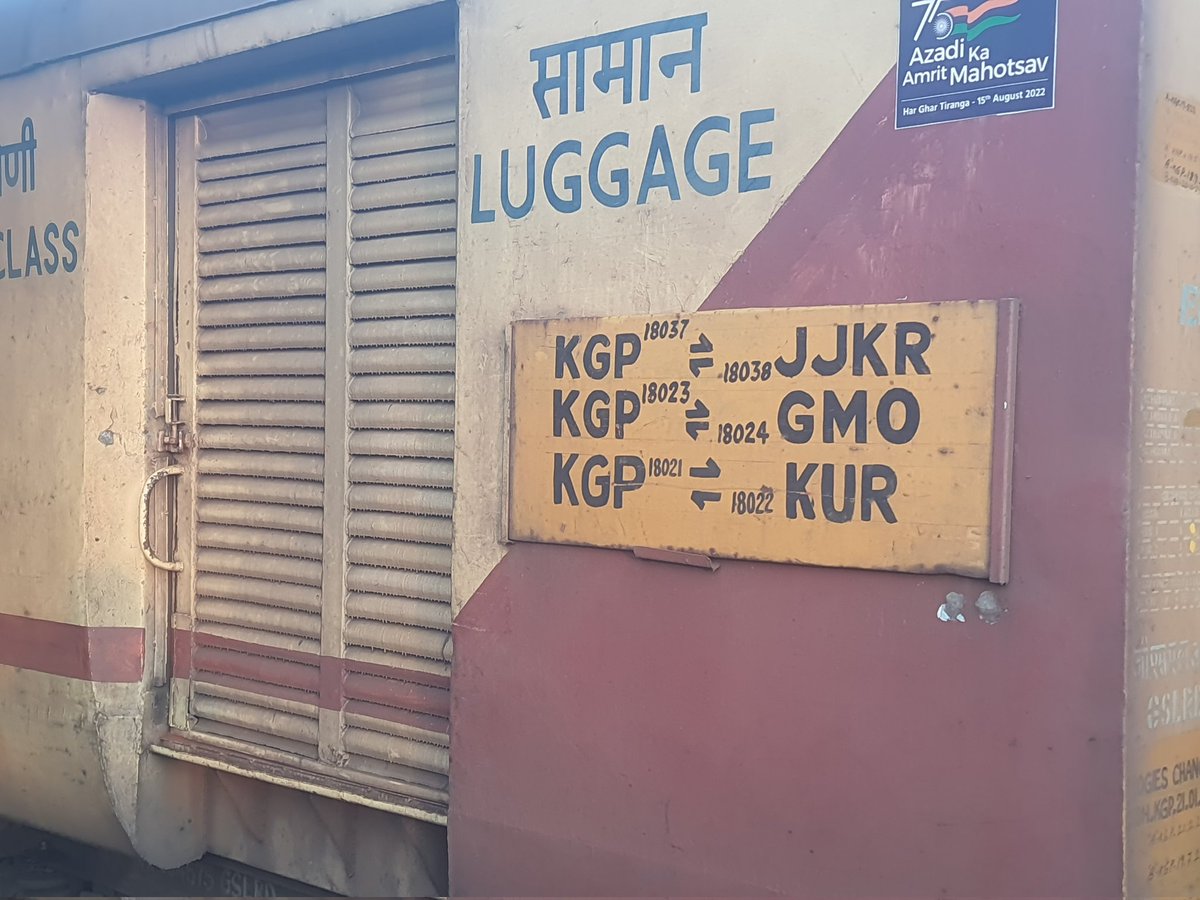 णी
CLASS
सामान
LUGGAGE
75
Azadi Ka
Amrit Mahotsav
Har Ghar Tiranga - 15th August 2022
KGP 18037 ⇌ 18038 JJKR
KGP 18023 ⇌ 18024 GMO
KGP 18021 ⇌ 18022 KUR